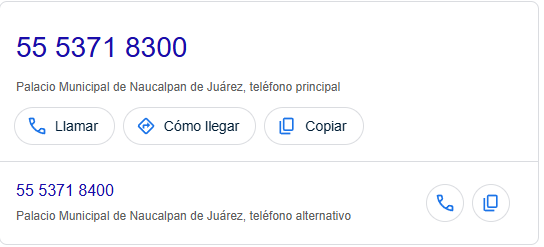 55 5371 8300
Palacio Municipal de Naucalpan de Juárez, teléfono principal
Llamar Cómo llegar Copiar
55 5371 8400
Palacio Municipal de Naucalpan de Juárez, teléfono alternativo